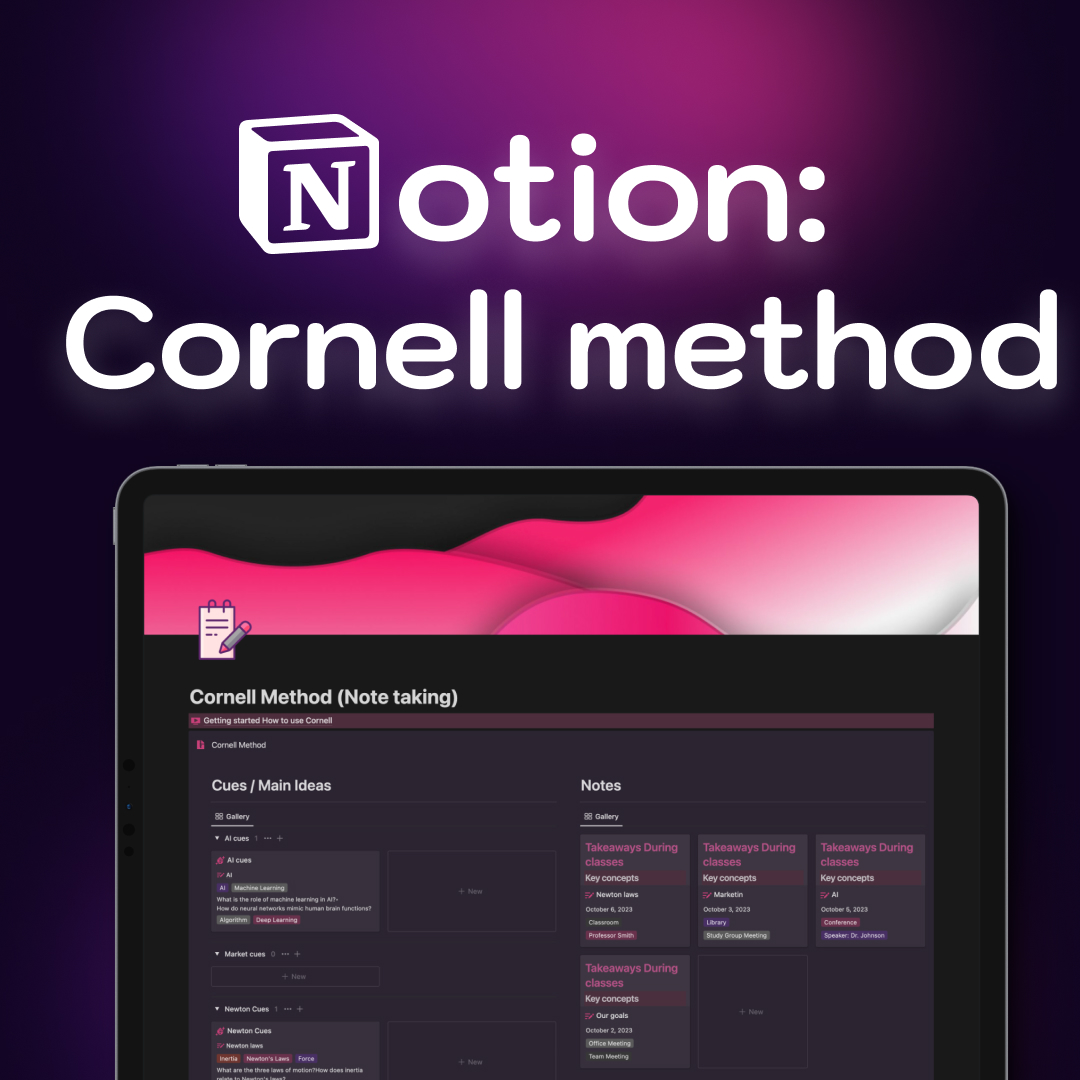 Notion:
Cornell method
Cornell Method (Note taking)
Getting started How to use Cornell
Cornell Method
Cues / Main Ideas
Gallery
AI cues 1 ••• +
AI cues
AI
AI Machine Learning
What is the role of machine learning in AI?-
How do neural networks mimic human brain functions?
Algorithm Deep Learning
+ New
Market cues 0 ••• +
+ New
Newton Cues 1 ••• +
Newton Cues
Newton laws
Inertia Newton's Laws Force
What are the three laws of motion?How does inertia
relate to Newton's laws?
+ New
Notes
Gallery
Takeaways During
classes
Key concepts
Newton laws
October 6, 2023
Classroom
Professor Smith
Takeaways During
classes
Key concepts
Marketin
October 3, 2023
Library
Study Group Meeting
Takeaways During
classes
Key concepts
AI
October 5, 2023
Conference
Speaker: Dr. Johnson
Takeaways During
classes
Key concepts
Our goals
October 2, 2023
Office Meeting
Team Meeting
+ New